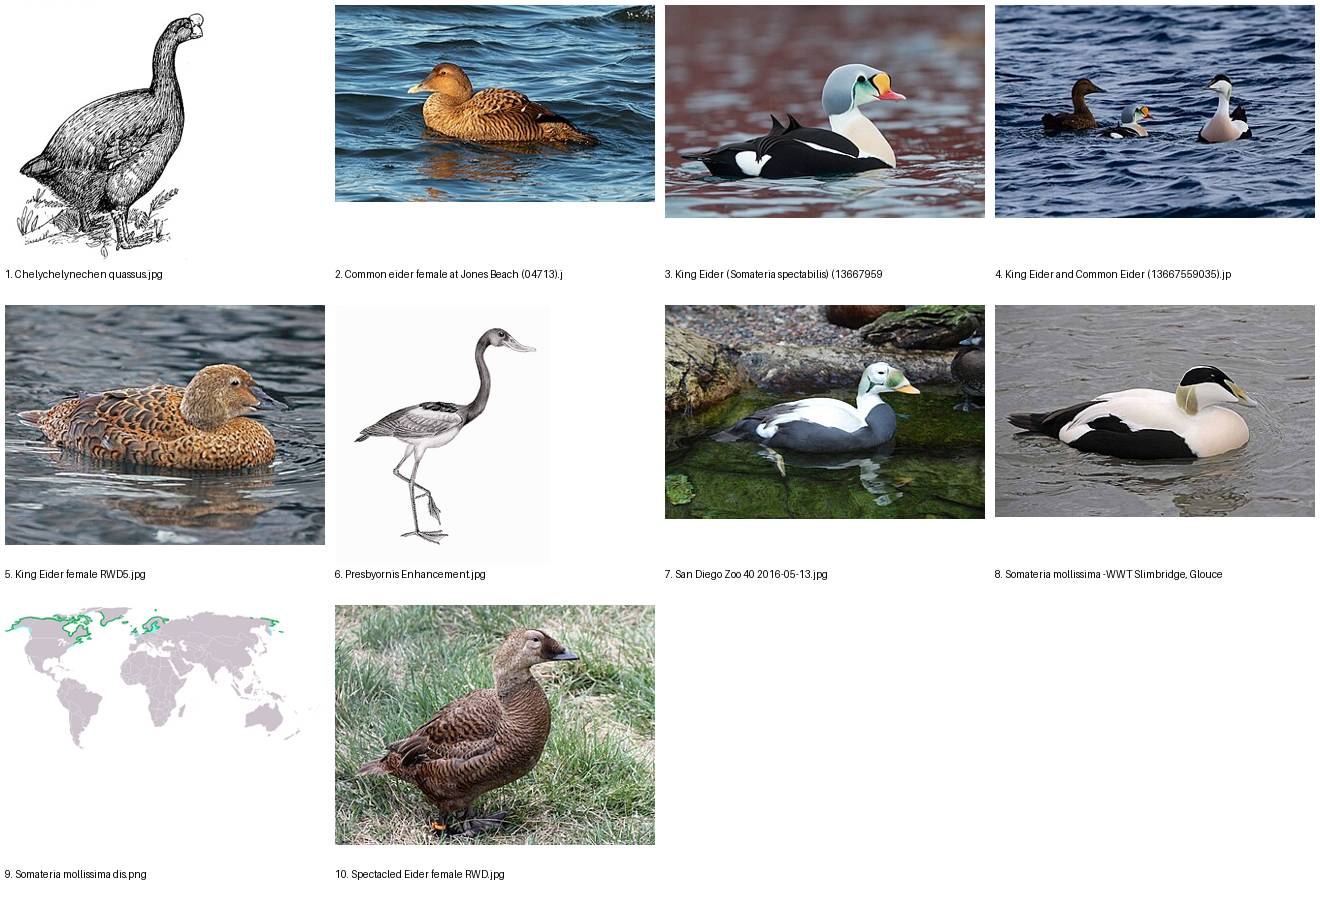 1. Chelychelynechen quassus.jpg
2. Common eider female at Jones Beach (04713).j
3. King Eider (Somateria spectabilis) (13667959
4. King Eider and Common Eider (13667559035).jp
5. King Eider female RWD5.jpg
6. Presbyornis Enhancement.jpg
7. San Diego Zoo 40 2016-05-13.jpg
8. Somateria mollissima -WWT Slimbridge, Glouce
9. Somateria mollissima dis.png
10. Spectacled Eider female RWD.jpg